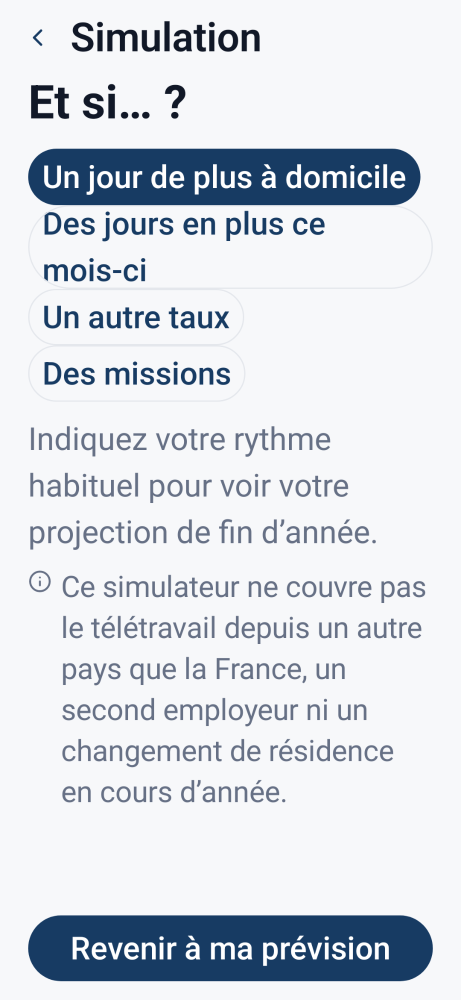 Simulation
Et si… ?
Un jour de plus à domicile
Des jours en plus ce
mois-ci
Un autre taux
Des missions
Indiquez votre rythme
habituel pour voir votre
projection de fin d’année.
Ce simulateur ne couvre pas
le télétravail depuis un autre
pays que la France, un
second employeur ni un
changement de résidence
en cours d’année.
Revenir à ma prévision